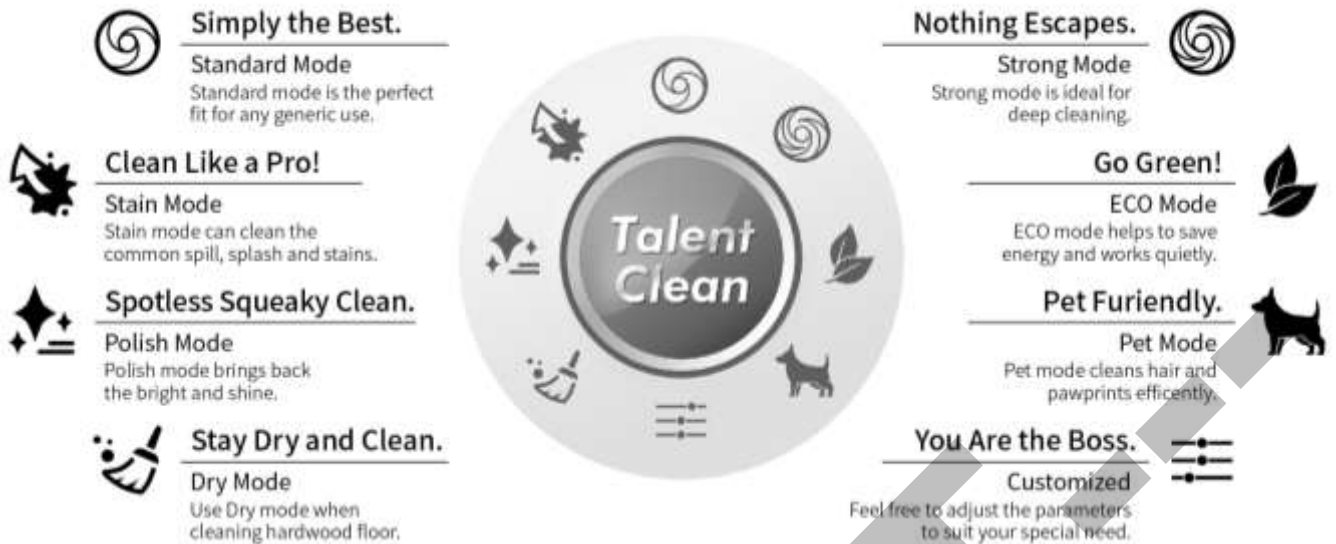 Simply the Best.
Standard Mode
Standard mode is the perfect
fit for any generic use.
Clean Like a Pro!
Stain Mode
Stain mode can clean the
common spill, splash and stains.
Spotless Squeaky Clean.
Polish Mode
Polish mode brings back
the bright and shine.
Stay Dry and Clean.
Dry Mode
Use Dry mode when
cleaning hardwood floor.
Talent
Clean
Nothing Escapes.
Strong Mode
Strong mode is ideal for
deep cleaning.
Go Green!
ECO Mode
ECO mode helps to save
energy and works quietly.
Pet Furiendly.
Pet Mode
Pet mode cleans hair and
pawprints efficently.
You Are the Boss.
Customized
Feel free to adjust the parameters
to suit your special need.